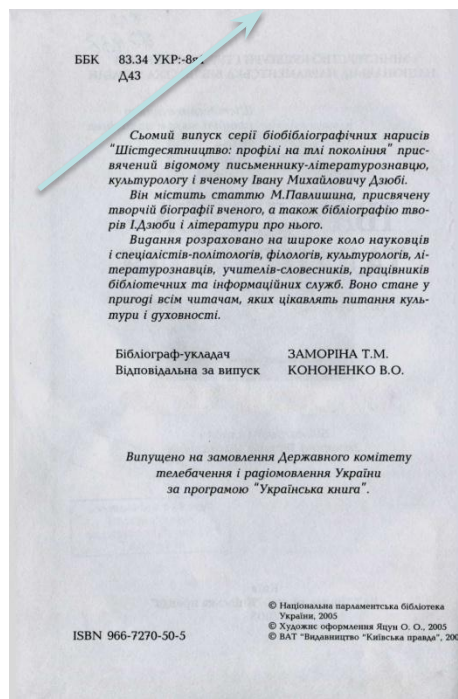 ББК 83.34 УКР:-8я1
Д43
Сьомий випуск серії біобібліографічних нарисів
"Шістдесятництво: профілі на тлі покоління" прис-
вячений відомому письменнику-літературознавцю,
культурологу і вченому Івану Михайловичу Дзюбі.
Він містить статтю М.Павлишина, присвячену
творчій біографії вченого, а також бібліографію тво-
рів І.Дзюби і літератури про нього.
Видання розраховано на широке коло науковців
і спеціалістів-політологів, філологів, культурологів, лі-
тературознавців, учителів-словесників, працівників
бібліотечних та інформаційних служб. Воно стане у
пригоді всім читачам, яких цікавлять питання куль-
тури і духовності.
Бібліограф-укладач ЗАМОРІНА Т.М.
Відповідальна за випуск КОНОНЕНКО В.О.
Випущено на замовлення Державного комітету
телебачення і радіомовлення України
за програмою "Українська книга".
© Національна парламентська бібліотека
України, 2005
© Художнє оформлення Яцун О. О., 2005
ISBN 966-7270-50-5 © ВАТ "Видавництво "Київська правда",